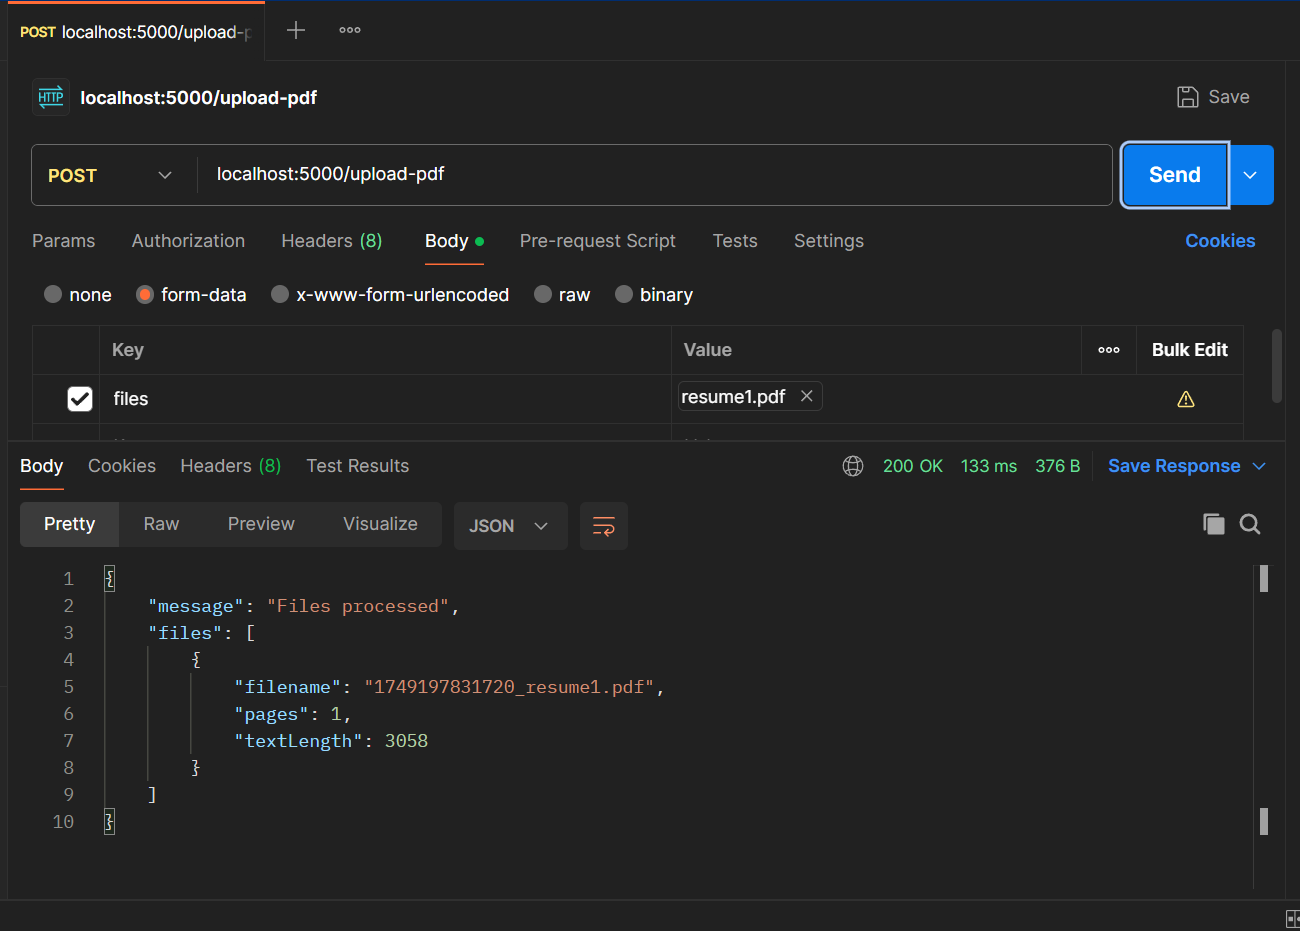 POST localhost:5000/upload-p
HTTP localhost:5000/upload-pdf Save
POST localhost:5000/upload-pdf Send
Params Authorization Headers (8) Body Pre-request Script Tests Settings Cookies
none form-data x-www-form-urlencoded raw binary
Key Value Bulk Edit
files resume1.pdf
Body Cookies Headers (8) Test Results 200 OK 133 ms 376 B Save Response
Pretty Raw Preview Visualize JSON
1 {
2 "message": "Files processed",
3 "files": [
4 {
5 "filename": "1749197831720_resume1.pdf",
6 "pages": 1,
7 "textLength": 3058
8 }
9 ]
10 }